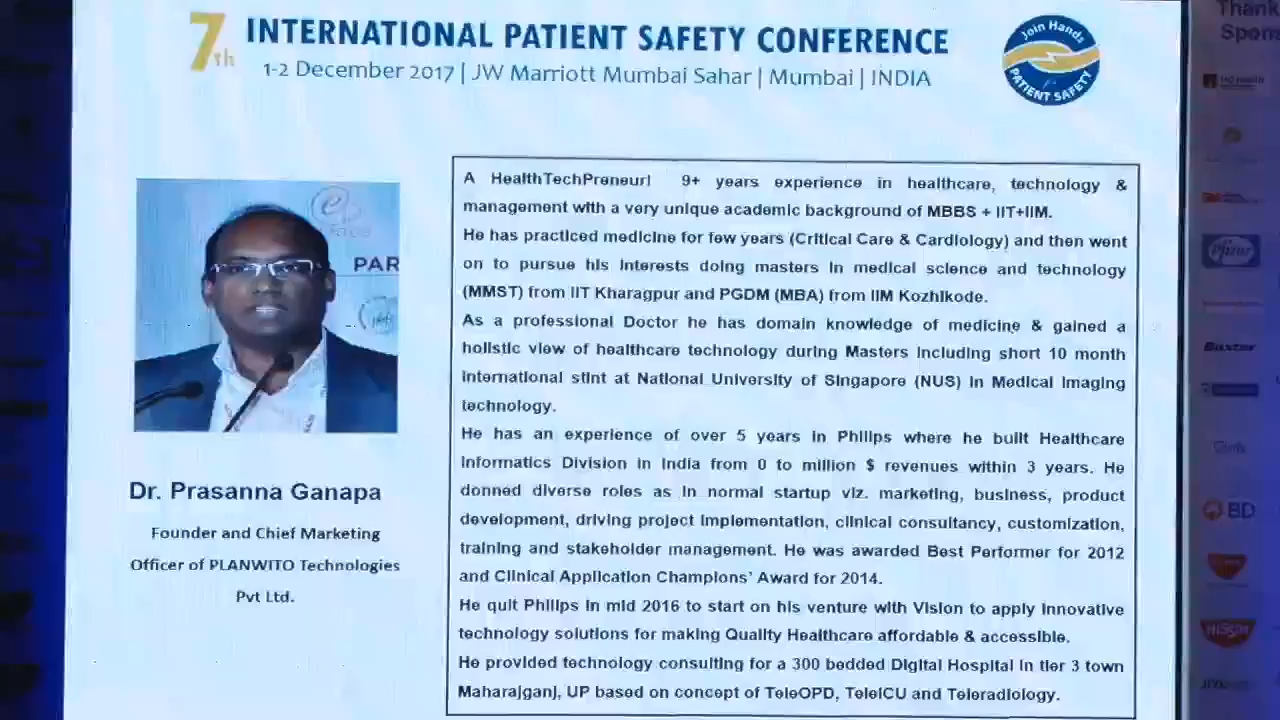 7th INTERNATIONAL PATIENT SAFETY CONFERENCE
1-2 December 2017 | JW Marriott Mumbai Sahar | Mumbai | INDIA
Join Hands
for
PATIENT SAFETY
Thank
Spons
PAR
A HealthTechPreneur! 9+ years experience in healthcare, technology &
management with a very unique academic background of MBBS + IIT+IIM.
He has practiced medicine for few years (Critical Care & Cardiology) and then went
on to pursue his interests doing masters in medical science and technology
(MMST) from IIT Kharagpur and PGDM (MBA) from IIM Kozhikode.
As a professional Doctor he has domain knowledge of medicine & gained a
holistic view of healthcare technology during Masters including short 10 month
international stint at National University of Singapore (NUS) in Medical Imaging
technology.
He has an experience of over 5 years in Philips where he built Healthcare
Informatics Division in India from 0 to million $ revenues within 3 years. He
donned diverse roles as in normal startup viz. marketing, business, product
development, driving project implementation, clinical consultancy, customization,
training and stakeholder management. He was awarded Best Performer for 2012
and Clinical Application Champions' Award for 2014.
He quit Philips in mid 2016 to start on his venture with Vision to apply innovative
technology solutions for making Quality Healthcare affordable & accessible.
He provided technology consulting for a 300 bedded Digital Hospital in tier 3 town
Maharajganj, UP based on concept of TeleOPD, TeleICU and Teleradiology.
Dr. Prasanna Ganapa
Founder and Chief Marketing
Officer of PLANWITO Technologies
Pvt Ltd.
Pfizer
Baxter
BD